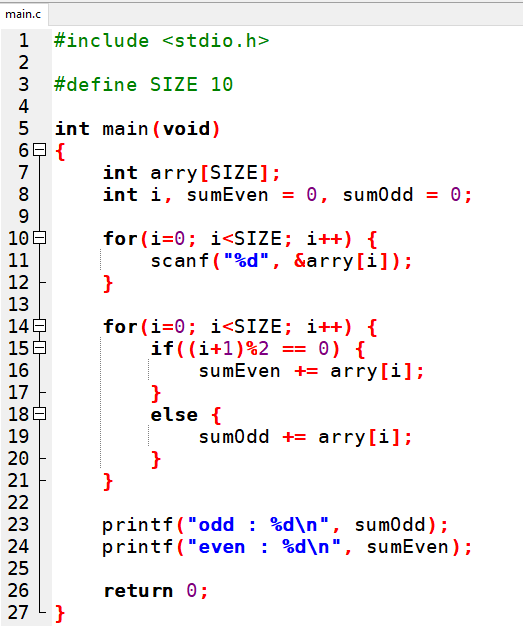 main.c
1 #include <stdio.h>
2
3 #define SIZE 10
4
5 int main(void)
6 {
7     int arry[SIZE];
8     int i, sumEven = 0, sumOdd = 0;
9
10     for(i=0; i<SIZE; i++) {
11         scanf("%d", &arry[i]);
12     }
13
14     for(i=0; i<SIZE; i++) {
15         if((i+1)%2 == 0) {
16             sumEven += arry[i];
17         }
18         else {
19             sumOdd += arry[i];
20         }
21     }
22
23     printf("odd : %d\n", sumOdd);
24     printf("even : %d\n", sumEven);
25
26     return 0;
27 }